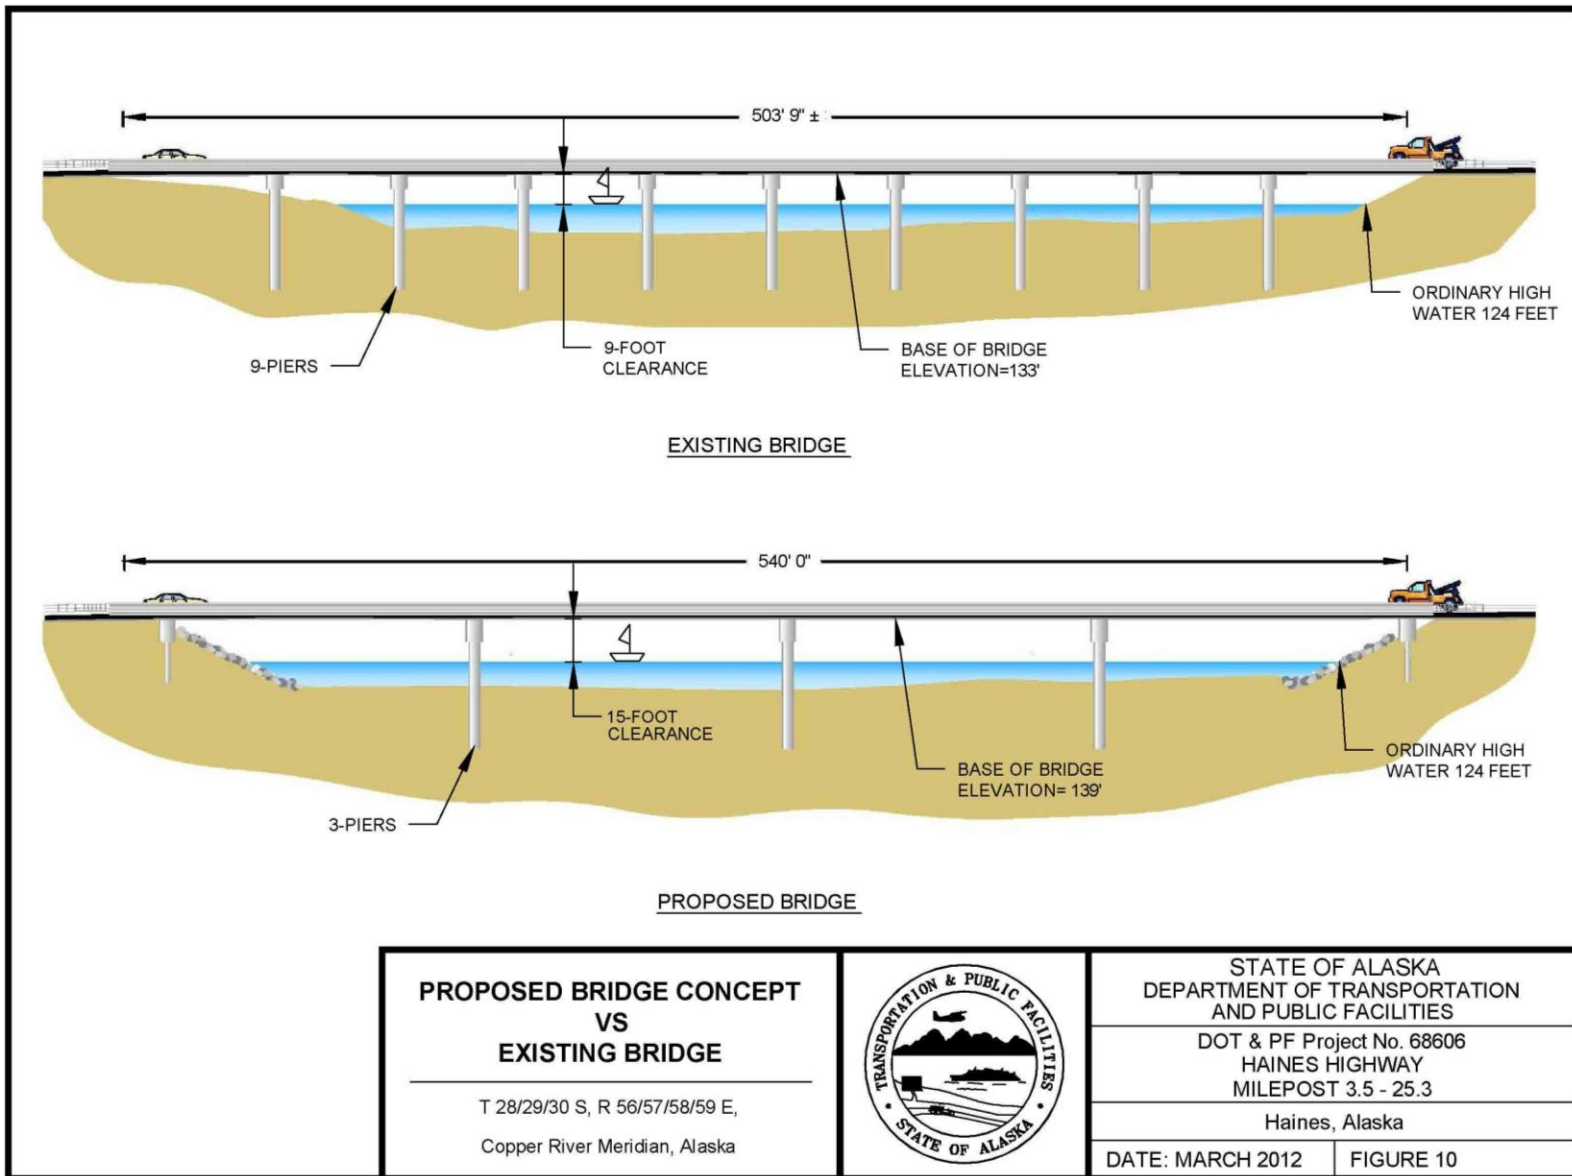 503' 9" ±
ORDINARY HIGH
WATER 124 FEET
9-FOOT
CLEARANCE
BASE OF BRIDGE
ELEVATION=133'
9-PIERS
EXISTING BRIDGE
540' 0"
15-FOOT
CLEARANCE
ORDINARY HIGH
WATER 124 FEET
BASE OF BRIDGE
ELEVATION= 139'
3-PIERS
PROPOSED BRIDGE
PROPOSED BRIDGE CONCEPT
VS
EXISTING BRIDGE
T 28/29/30 S, R 56/57/58/59 E,
Copper River Meridian, Alaska
TRANSPORTATION & PUBLIC FACILITIES
STATE OF ALASKA
STATE OF ALASKA
DEPARTMENT OF TRANSPORTATION
AND PUBLIC FACILITIES
DOT & PF Project No. 68606
HAINES HIGHWAY
MILEPOST 3.5 - 25.3
Haines, Alaska
DATE: MARCH 2012
FIGURE 10